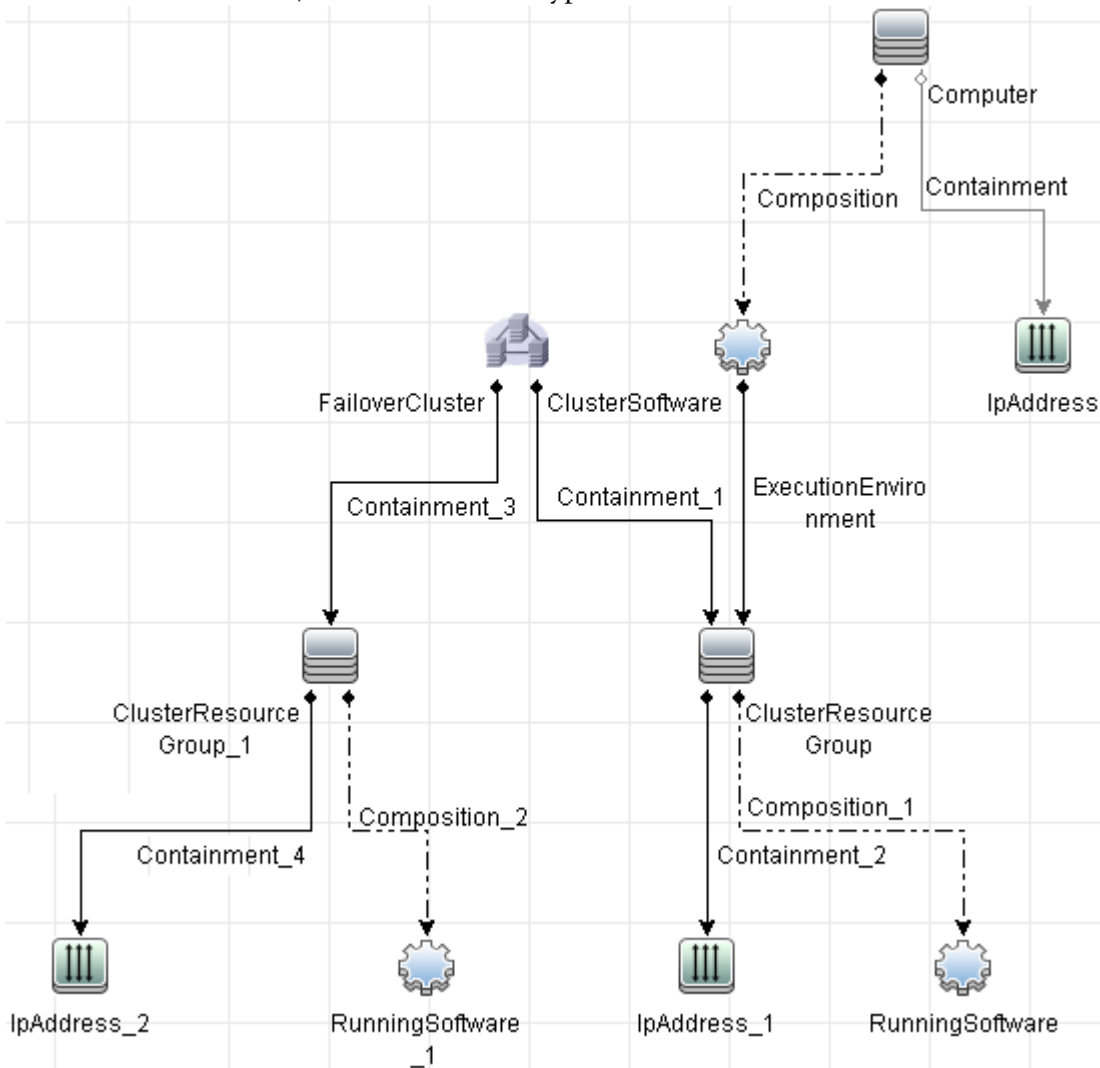 Computer
Containment
Composition
FailoverCluster
ClusterSoftware
IpAddress
ExecutionEnviro
nment
Containment_3
Containment_1
ClusterResource
Group_1
ClusterResource
Group
Composition_2
Composition_1
Containment_4
Containment_2
IpAddress_2
RunningSoftware
_1
IpAddress_1
RunningSoftware